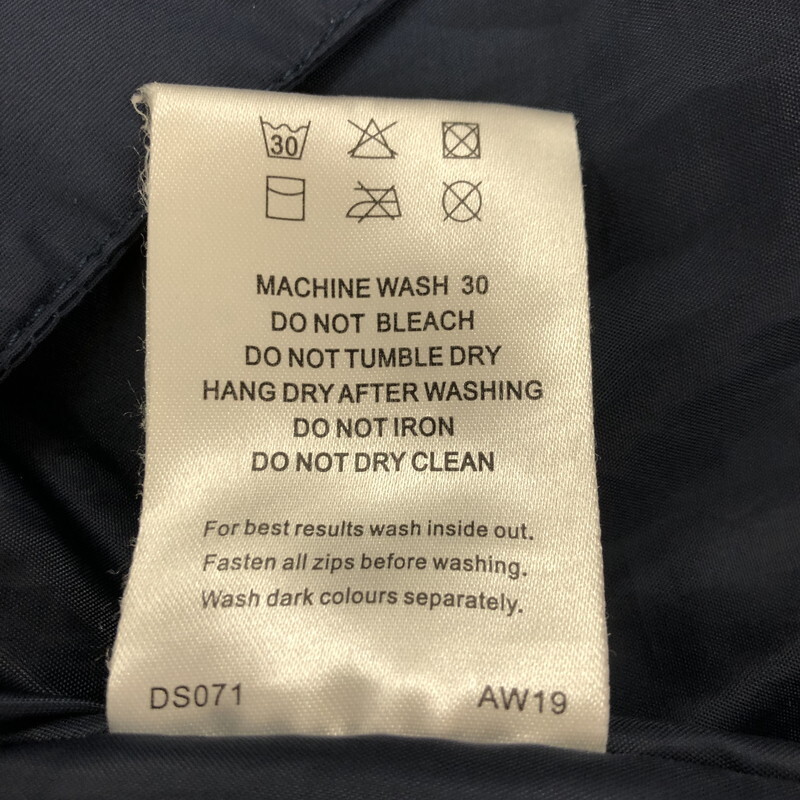 30
MACHINE WASH 30
DO NOT BLEACH
DO NOT TUMBLE DRY
HANG DRY AFTER WASHING
DO NOT IRON
DO NOT DRY CLEAN
For best results wash inside out.
Fasten all zips before washing.
Wash dark colours separately.
DS071 AW19